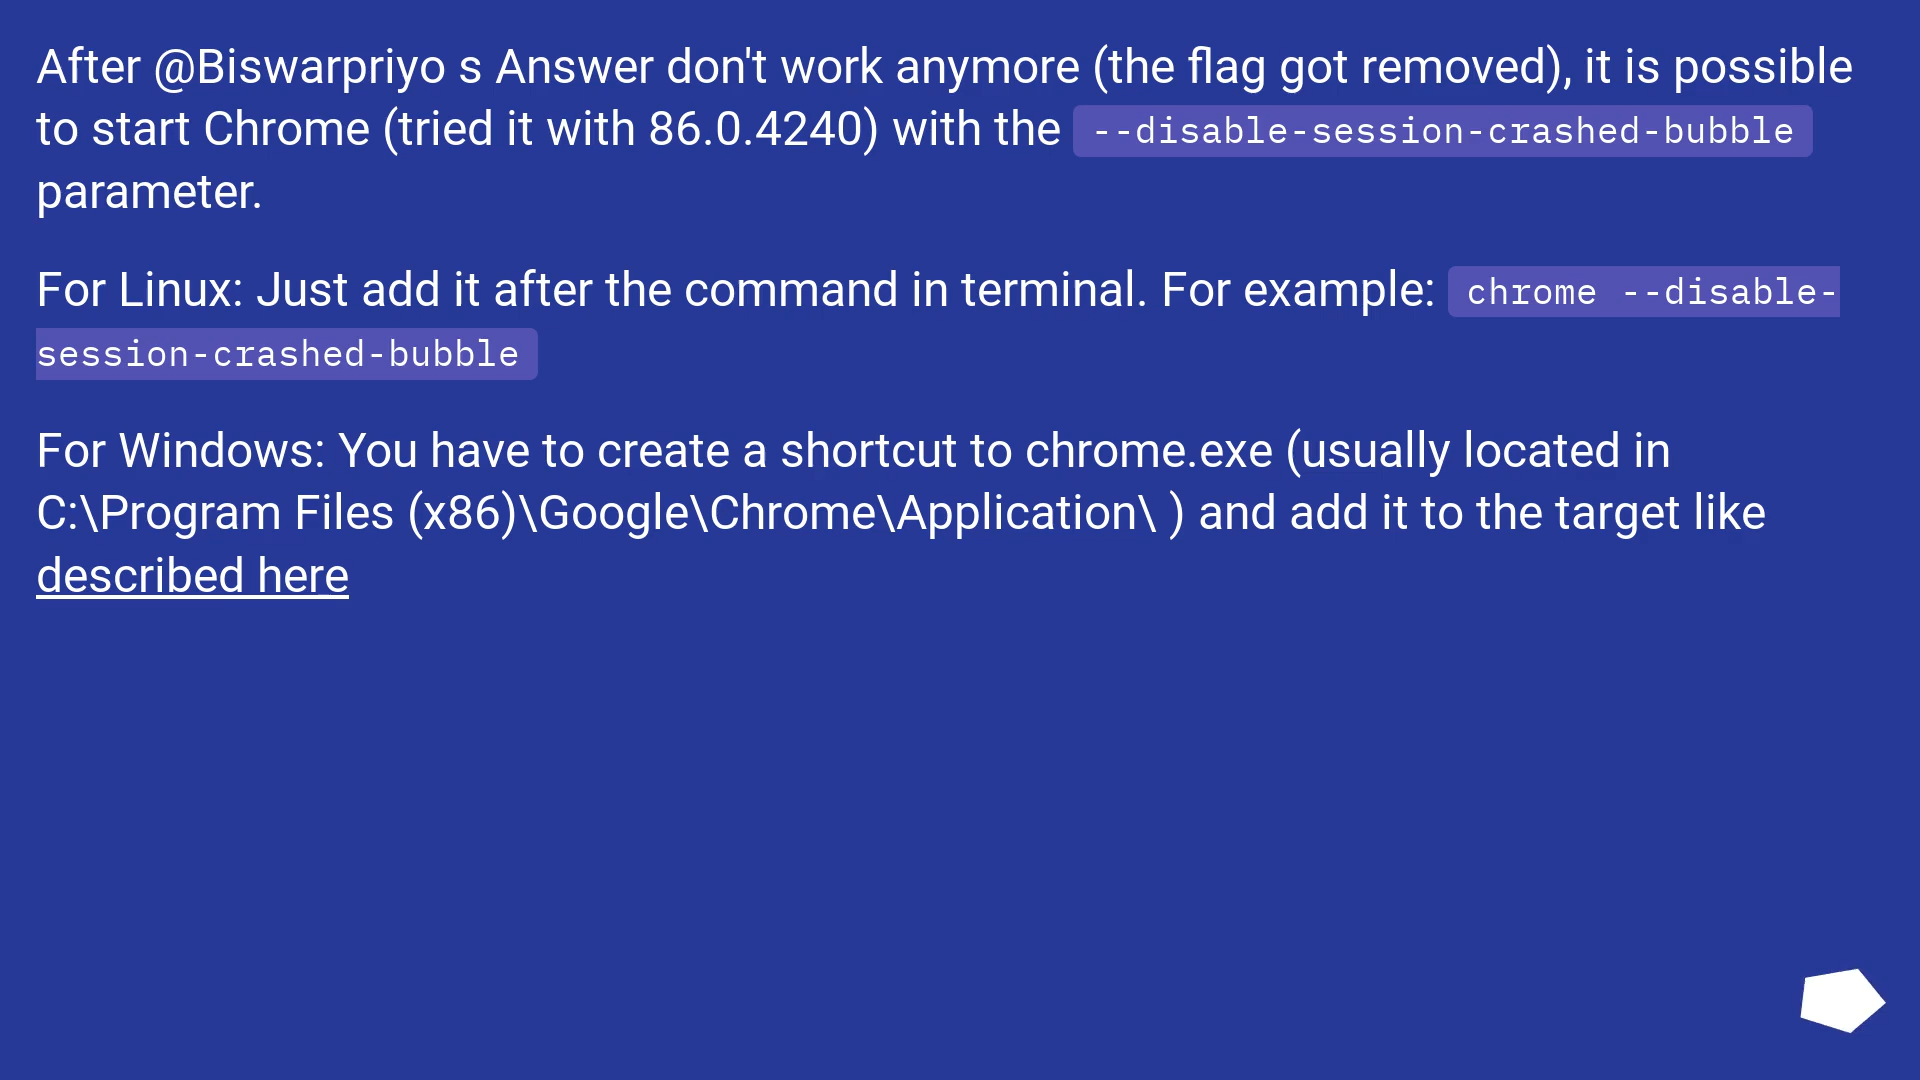 After @Biswarpriyo s Answer don't work anymore (the flag got removed), it is possible
to start Chrome (tried it with 86.0.4240) with the --disable-session-crashed-bubble
parameter.
For Linux: Just add it after the command in terminal. For example: chrome --disable-
session-crashed-bubble
For Windows: You have to create a shortcut to chrome.exe (usually located in
C:\Program Files (x86)\Google\Chrome\Application\ ) and add it to the target like
described here